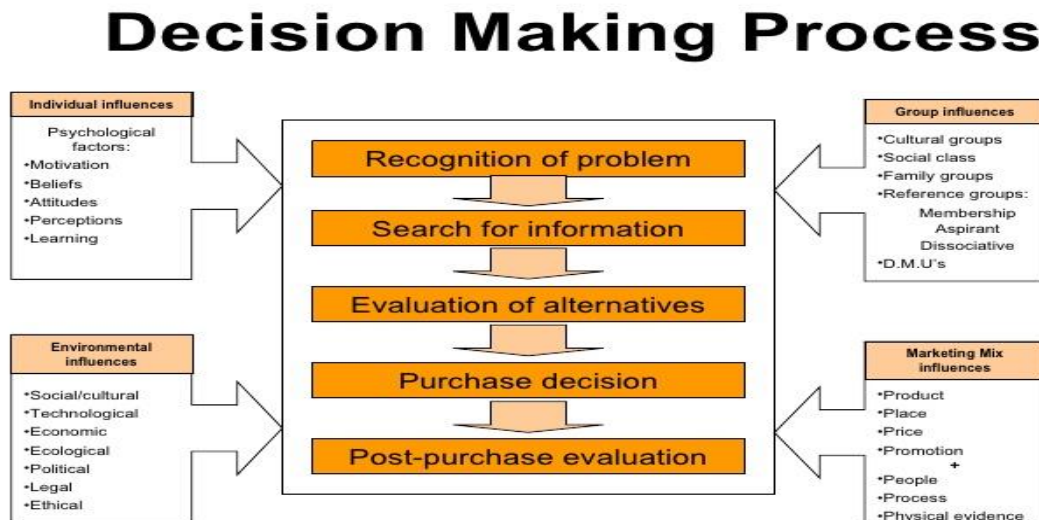 Decision Making Process
Individual influences
Psychological
factors:
•Motivation
•Beliefs
•Attitudes
•Perceptions
•Learning
Environmental
influences
•Social/cultural
•Technological
•Economic
•Ecological
•Political
•Legal
•Ethical
Recognition of problem
Search for information
Evaluation of alternatives
Purchase decision
Post-purchase evaluation
Group influences
•Cultural groups
•Social class
•Family groups
•Reference groups:
Membership
Aspirant
Dissociative
•D.M.U's
Marketing Mix
influences
•Product
•Place
•Price
•Promotion
+
•People
•Process
•Physical evidence